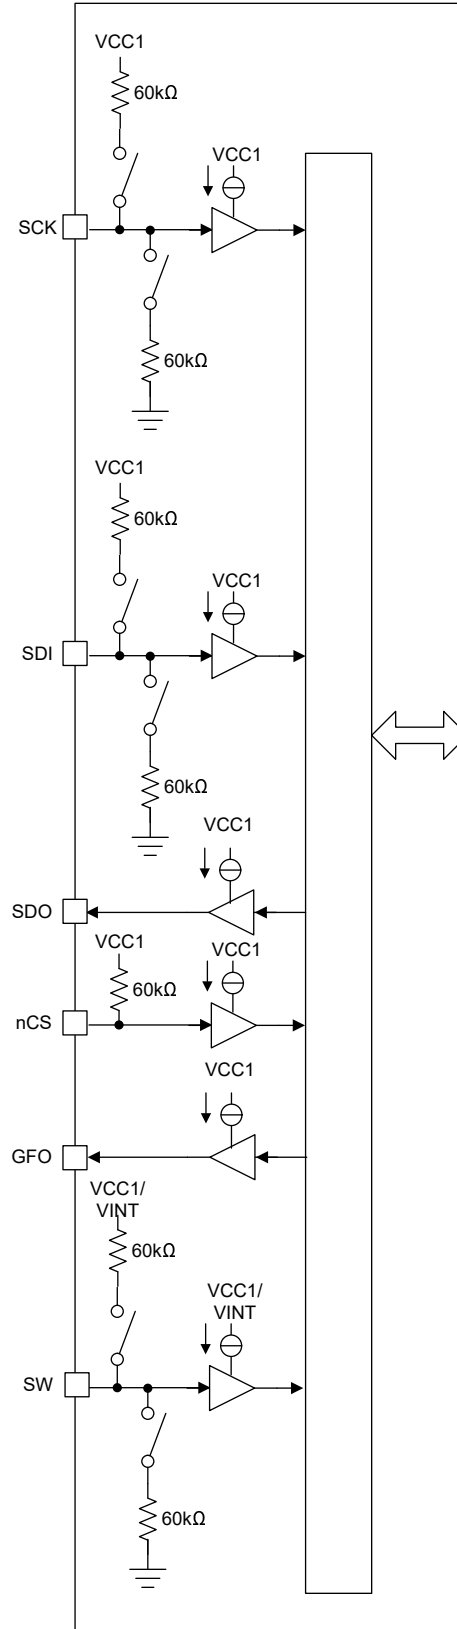 VCC1
60kΩ
VCC1
SCK
60kΩ
VCC1
60kΩ
VCC1
SDI
60kΩ
VCC1
SDO
VCC1
VCC1
60kΩ
nCS
VCC1
GFO
VCC1/
VINT
60kΩ
VCC1/
VINT
SW
60kΩ